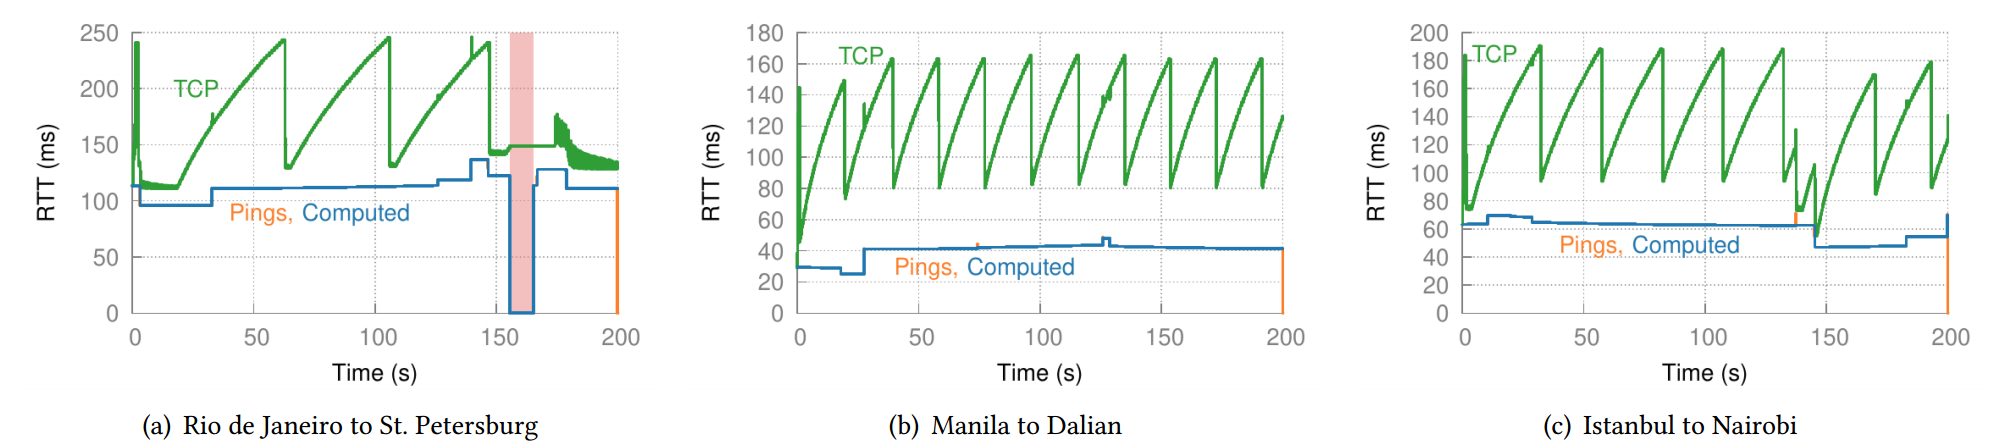 250
200
150
100
50
0
RTT (ms)
TCP
Pings, Computed
0 50 100 150 200
Time (s)
(a) Rio de Janeiro to St. Petersburg
180
160
140
120
100
80
60
40
20
0
RTT (ms)
TCP
Pings, Computed
0 50 100 150 200
Time (s)
(b) Manila to Dalian
200
180
160
140
120
100
80
60
40
20
0
RTT (ms)
TCP
Pings, Computed
0 50 100 150 200
Time (s)
(c) Istanbul to Nairobi